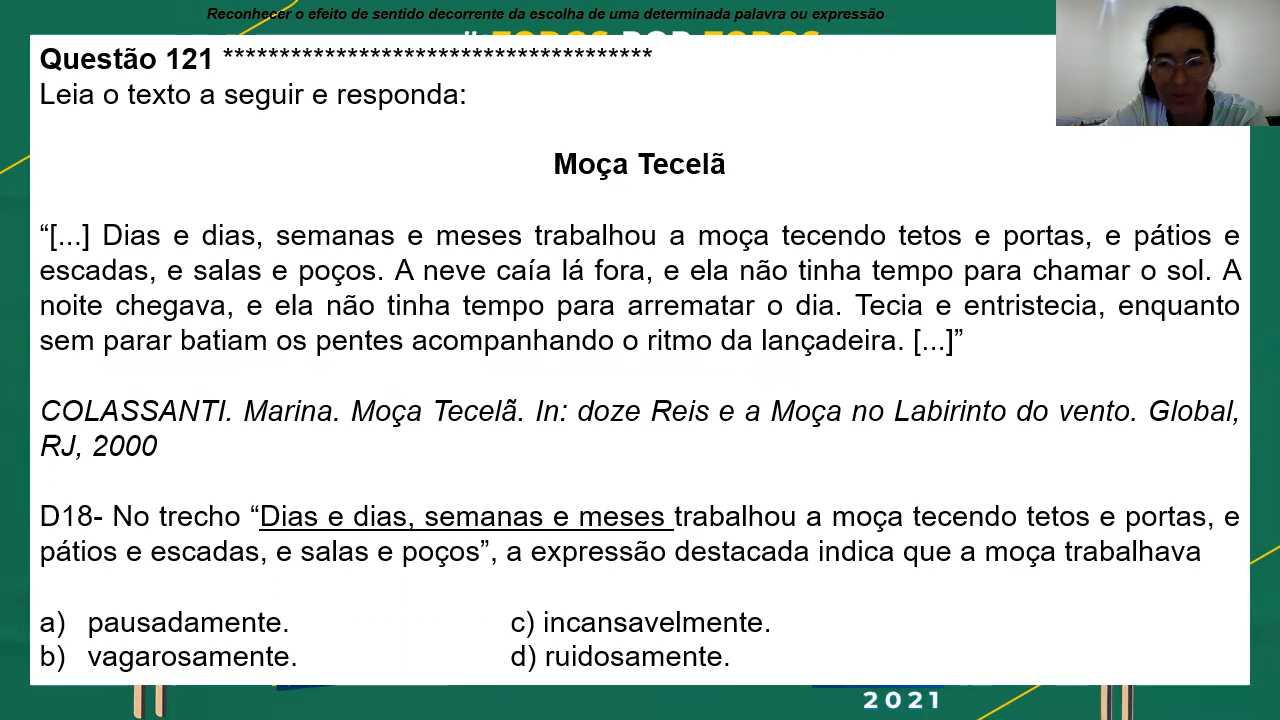 Reconhecer o efeito de sentido decorrente da escolha de uma determinada palavra ou expressão
Questão 121 **************************************
Leia o texto a seguir e responda:
Moça Tecelã
“[...] Dias e dias, semanas e meses trabalhou a moça tecendo tetos e portas, e pátios e
escadas, e salas e poços. A neve caía lá fora, e ela não tinha tempo para chamar o sol. A
noite chegava, e ela não tinha tempo para arrematar o dia. Tecia e entristecia, enquanto
sem parar batiam os pentes acompanhando o ritmo da lançadeira. [...]”
COLASSANTI. Marina. Moça Tecelã. In: doze Reis e a Moça no Labirinto do vento. Global,
RJ, 2000
D18- No trecho “Dias e dias, semanas e meses trabalhou a moça tecendo tetos e portas, e
pátios e escadas, e salas e poços”, a expressão destacada indica que a moça trabalhava
a) pausadamente.
b) vagarosamente.
c) incansavelmente.
d) ruidosamente.
2021